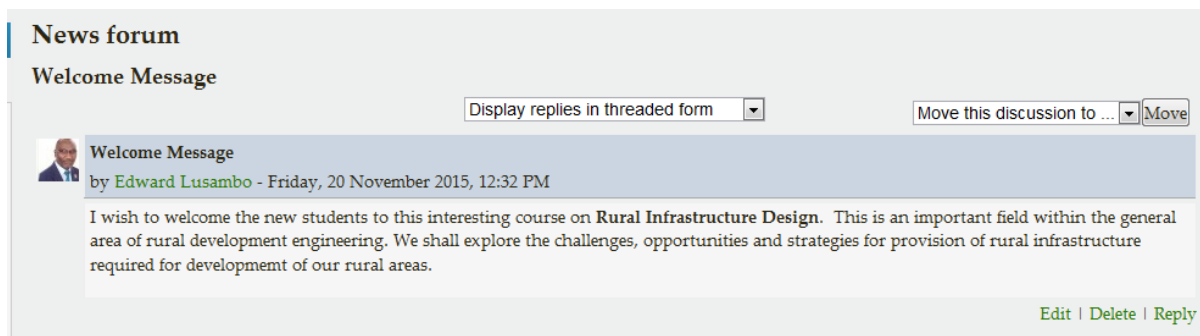 News forum
Welcome Message
Display replies in threaded form
Move this discussion to ... Move
Welcome Message
by Edward Lusambo - Friday, 20 November 2015, 12:32 PM
I wish to welcome the new students to this interesting course on Rural Infrastructure Design. This is an important field within the general
area of rural development engineering. We shall explore the challenges, opportunities and strategies for provision of rural infrastructure
required for developmemt of our rural areas.
Edit | Delete | Reply